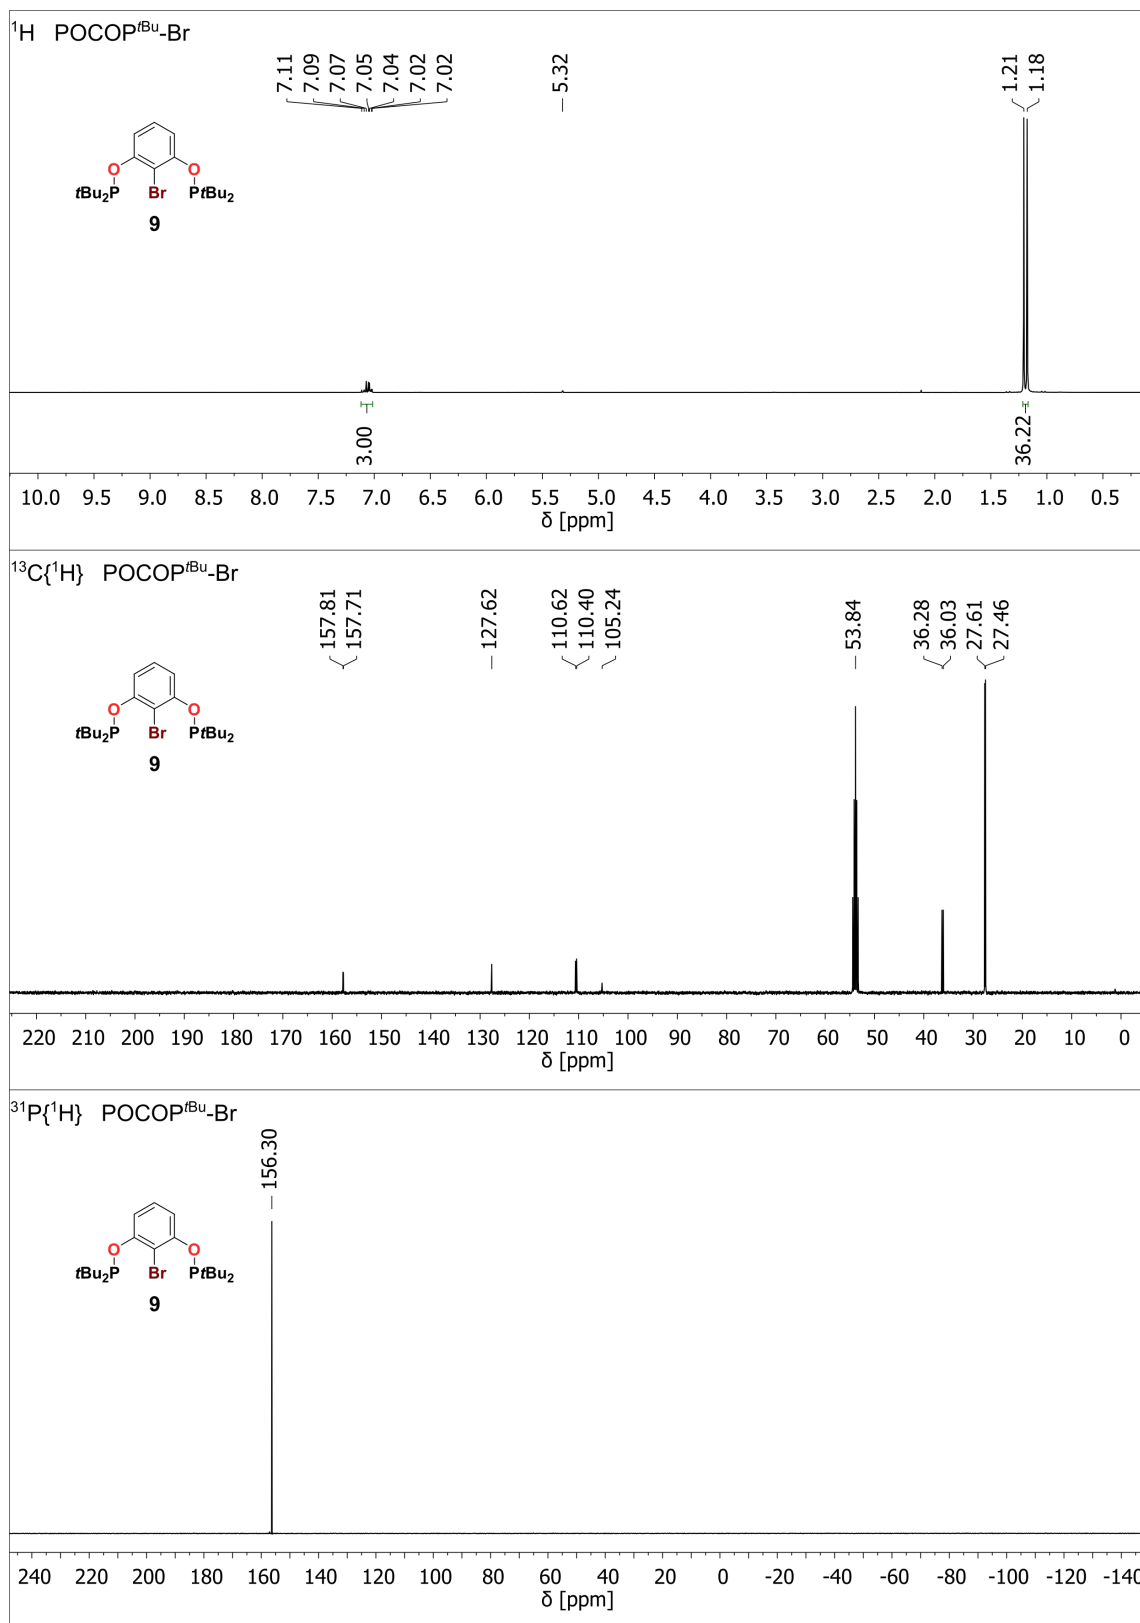 ¹H POCOPᵗᴮᵘ-Br
7.11 7.09 7.07 7.05 7.04 7.02 7.02 5.32 1.21 1.18
O O
tBu₂P Br PtBu₂
9
3.00 36.22
10.0 9.5 9.0 8.5 8.0 7.5 7.0 6.5 6.0 5.5 5.0 4.5 4.0 3.5 3.0 2.5 2.0 1.5 1.0 0.5
δ [ppm]
¹³C{¹H} POCOPᵗᴮᵘ-Br
157.81 157.71 127.62 110.62 110.40 105.24 53.84 36.28 36.03 27.61 27.46
O O
tBu₂P Br PtBu₂
9
220 210 200 190 180 170 160 150 140 130 120 110 100 90 80 70 60 50 40 30 20 10 0
δ [ppm]
³¹P{¹H} POCOPᵗᴮᵘ-Br
156.30
O O
tBu₂P Br PtBu₂
9
240 220 200 180 160 140 120 100 80 60 40 20 0 -20 -40 -60 -80 -100 -120 -140
δ [ppm]